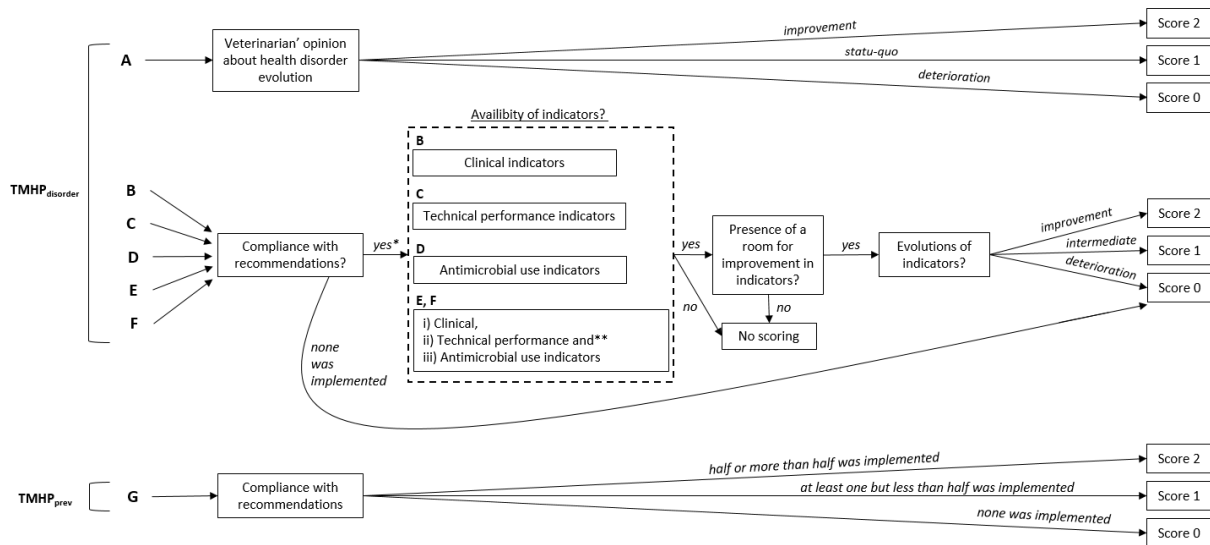 TMHPdisorder
A
Veterinarian' opinion
about health disorder
evolution
improvement
statu-quo
deterioration
Score 2
Score 1
Score 0
B
C
D
E
F
Compliance with
recommendations?
yes*
none
was
implemented
Availibity of indicators?
B
Clinical indicators
C
Technical performance indicators
D
Antimicrobial use indicators
E, F
i) Clinical,
ii) Technical performance and**
iii) Antimicrobial use indicators
yes
no
Presence of a
room for
improvement in
indicators?
yes
no
No scoring
Evolutions of
indicators?
improvement
intermediate
deterioration
Score 2
Score 1
Score 0
TMHPprev
G
Compliance with
recommendations
half or more than half was implemented
at least one but less than half was implemented
none was implemented
Score 2
Score 1
Score 0